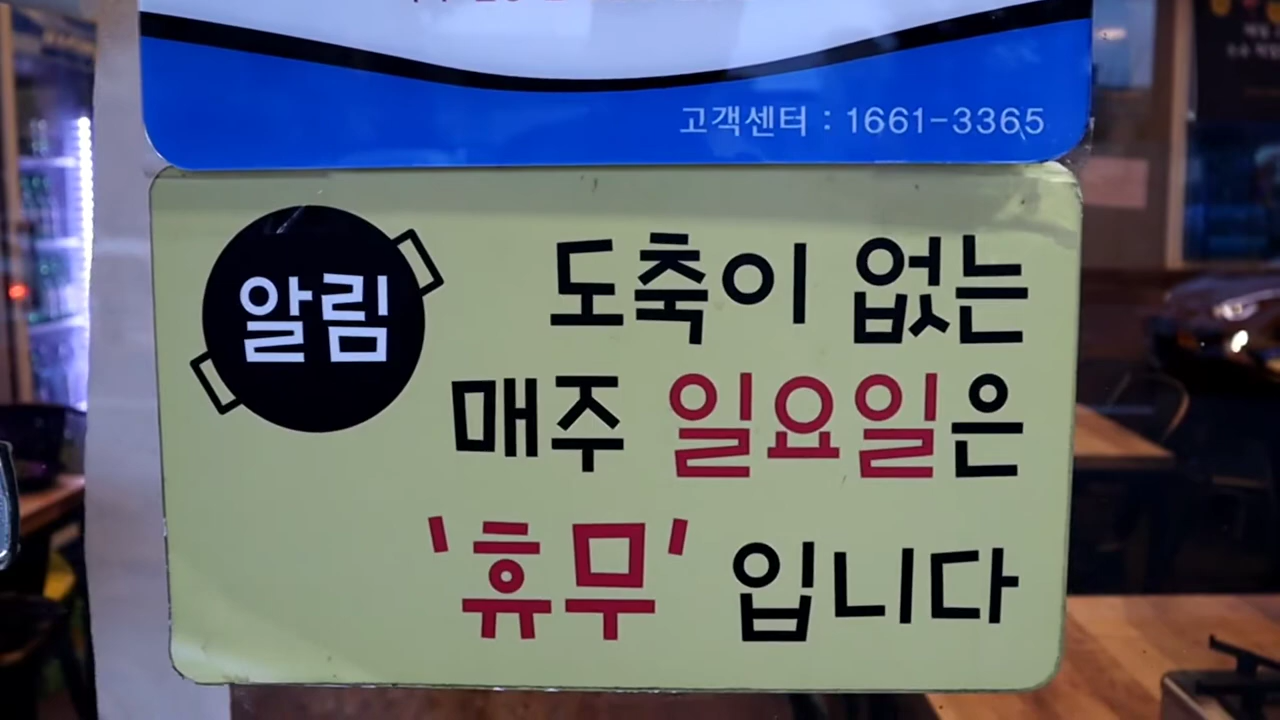 고객센터 : 1661-3365
알림
도축이 없는
매주 일요일은
'휴무' 입니다